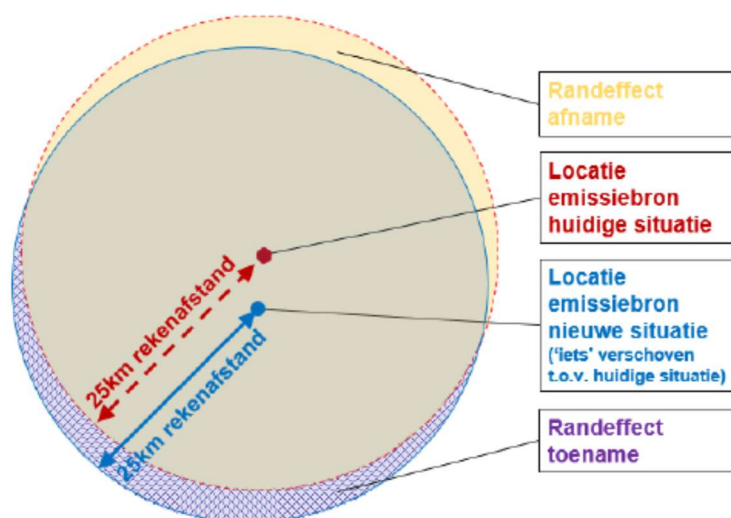 Randeffect
afname
Locatie
emissiebron
huidige situatie
25km rekenafstand
25km rekenafstand
Locatie
emissiebron
nieuwe situatie
('iets' verschoven
t.o.v. huidige situatie)
Randeffect
toename